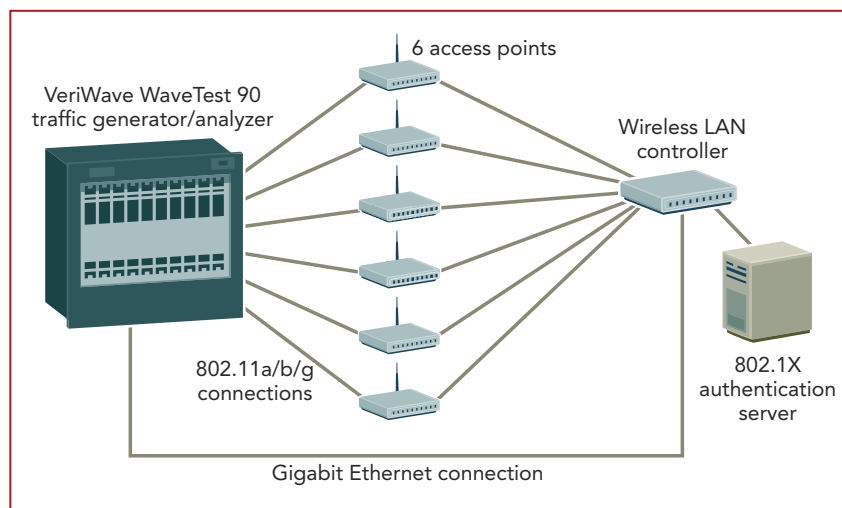 6 access points
VeriWave WaveTest 90
traffic generator/analyzer
Wireless LAN
controller
802.11a/b/g
connections
802.1X
authentication
server
Gigabit Ethernet connection